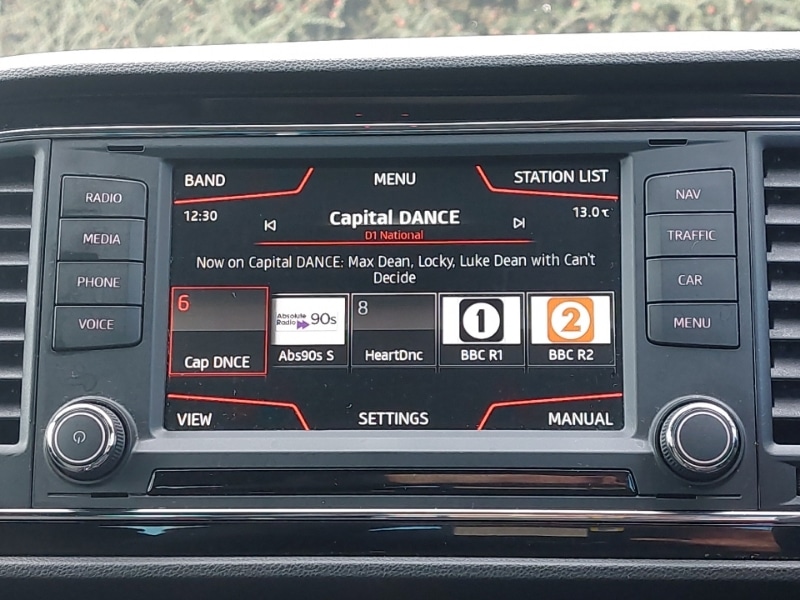 BAND MENU STATION LIST
12:30 Capital DANCE 13.0℃
D1 National
Now on Capital DANCE: Max Dean, Locky, Luke Dean with Can't
Decide
6
Cap DNCE
Absolute
Radio 90s
Abs90s S
8
HeartDnc
1
BBC R1
2
BBC R2
VIEW SETTINGS MANUAL
RADIO
MEDIA
PHONE
VOICE
NAV
TRAFFIC
CAR
MENU